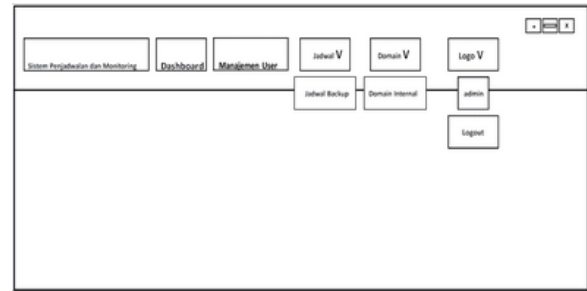 Sistem Penjadwalan dan Monitoring
Dashboard
Manajemen User
Jadwal V
Domain V
Logo V
Jadwal Backup
Domain Internal
admin
Logout